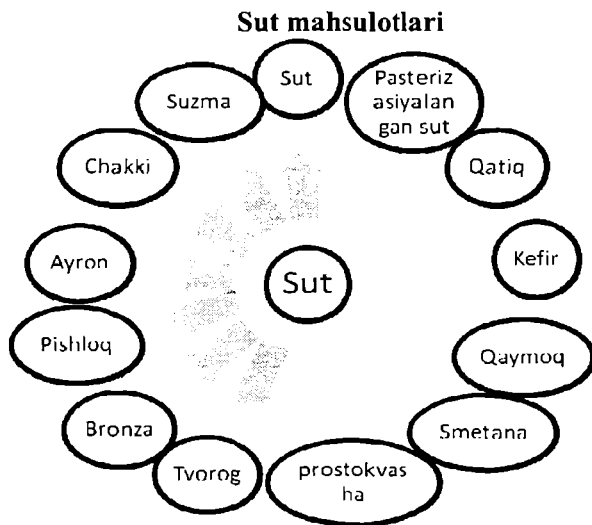 Sut mahsulotlari
Sut
Pasteriz
asiyalan
gan sut
Qatiq
Kefir
Qaymoq
Smetana
prostokvas
ha
Tvorog
Bronza
Pishloq
Ayron
Chakki
Suzma
Sut